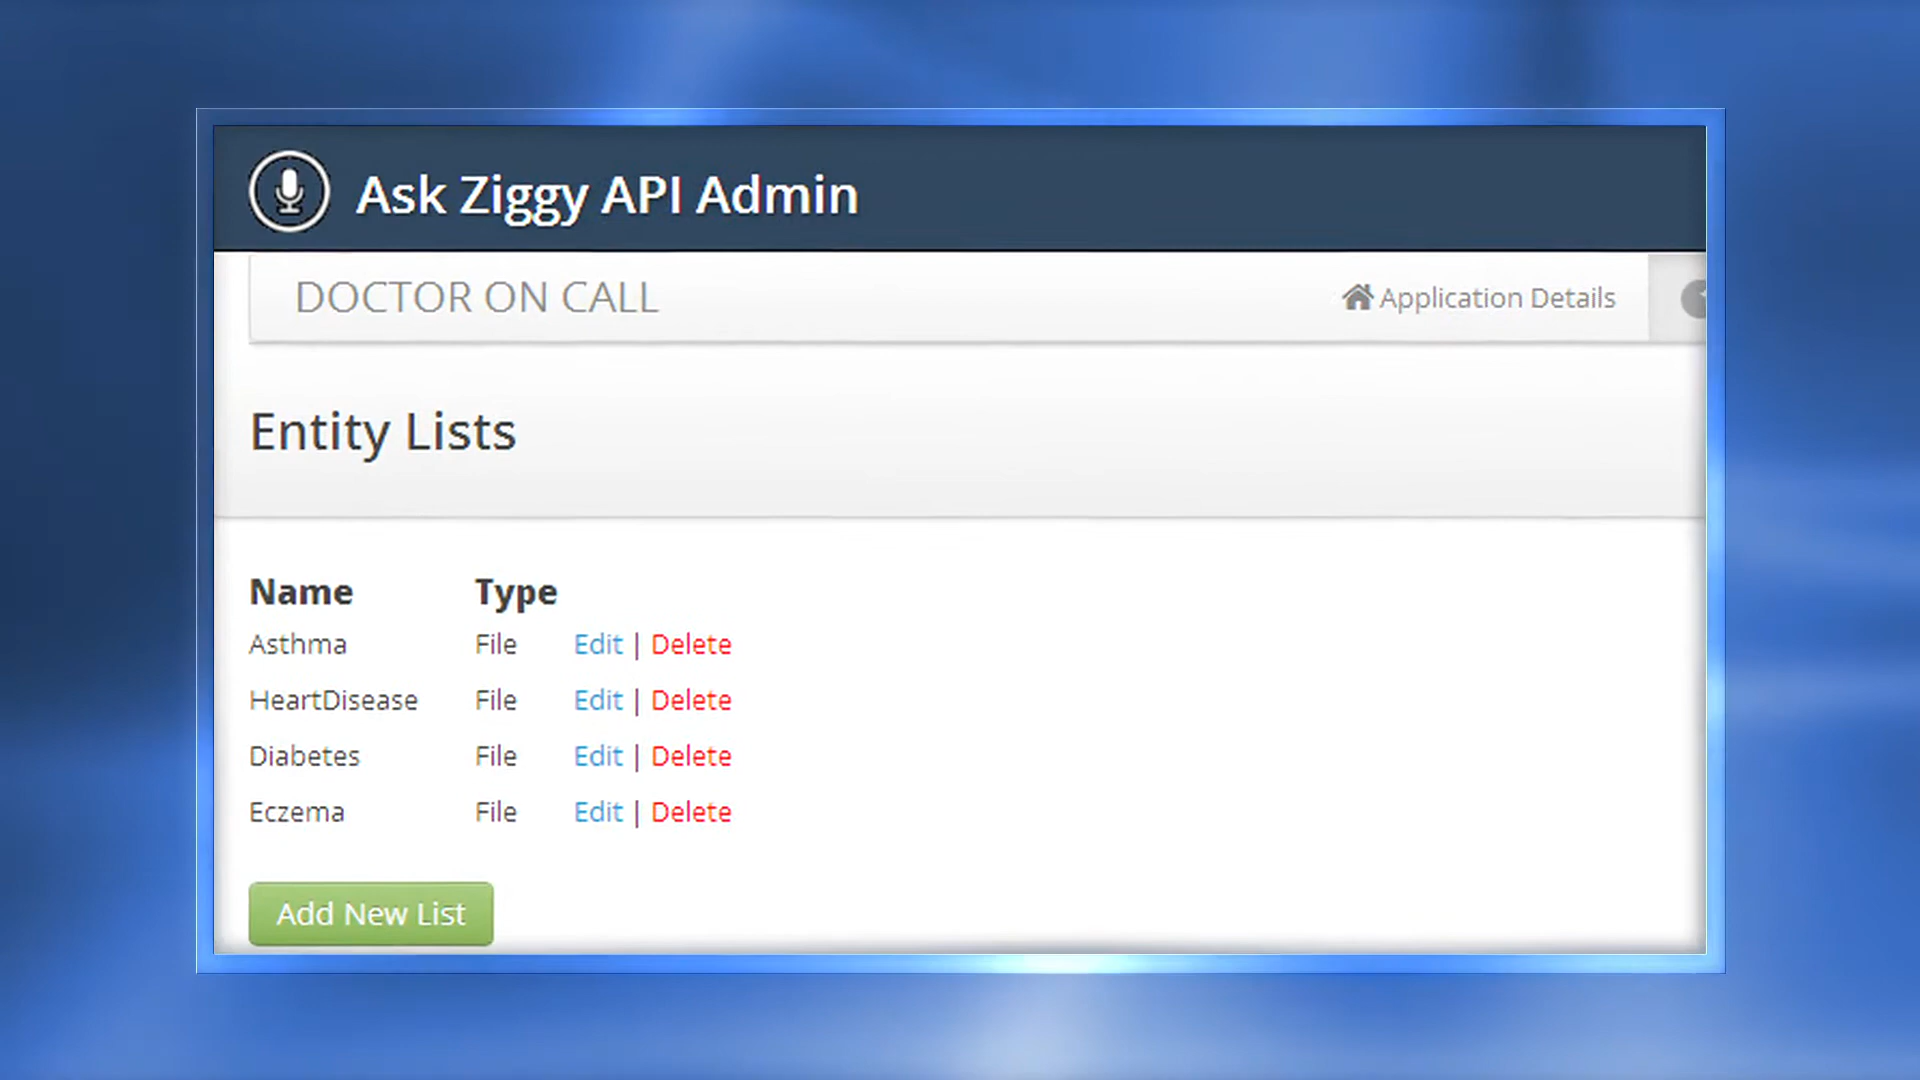 Ask Ziggy API Admin
DOCTOR ON CALL
Application Details
Entity Lists
Name Type
Asthma File Edit | Delete
HeartDisease File Edit | Delete
Diabetes File Edit | Delete
Eczema File Edit | Delete
Add New List